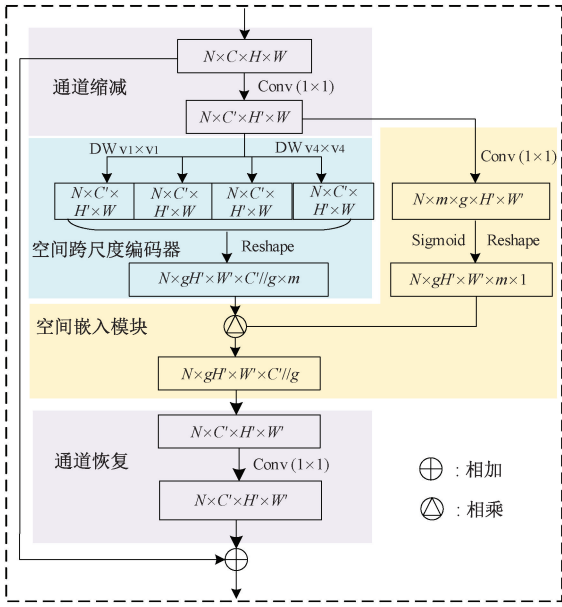 N×C×H×W
通道缩减
Conv (1×1)
N×C'×H'×W
DW v1×v1
DW v4×v4
Conv (1×1)
N×C'×
H'×W
N×C'×
H'×W
N×C'×
H'×W
N×C'×
H'×W
N×m×g×H'×W'
空间跨尺度编码器
Reshape
Sigmoid
Reshape
N×gH'×W'×C'//g×m
N×gH'×W'×m×1
空间嵌入模块
N×gH'×W'×C'//g
N×C'×H'×W'
通道恢复
Conv (1×1)
: 相加
N×C'×H'×W'
: 相乘